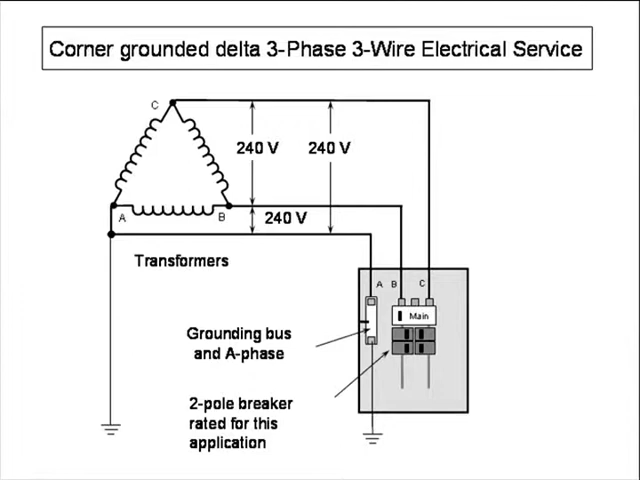 Corner grounded delta 3-Phase 3-Wire Electrical Service
C
240 V
240 V
A
B
240 V
Transformers
A B C
Main
Grounding bus
and A-phase
2-pole breaker
rated for this
application